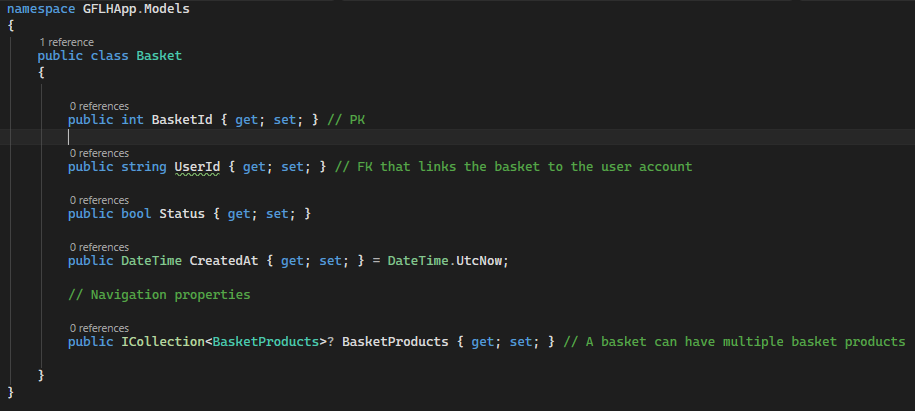 namespace GFLHApp.Models
{
1 reference
public class Basket
{
0 references
public int BasketId { get; set; } // PK
0 references
public string UserId { get; set; } // FK that links the basket to the user account
0 references
public bool Status { get; set; }
0 references
public DateTime CreatedAt { get; set; } = DateTime.UtcNow;
// Navigation properties
0 references
public ICollection<BasketProducts>? BasketProducts { get; set; } // A basket can have multiple basket products
}
}